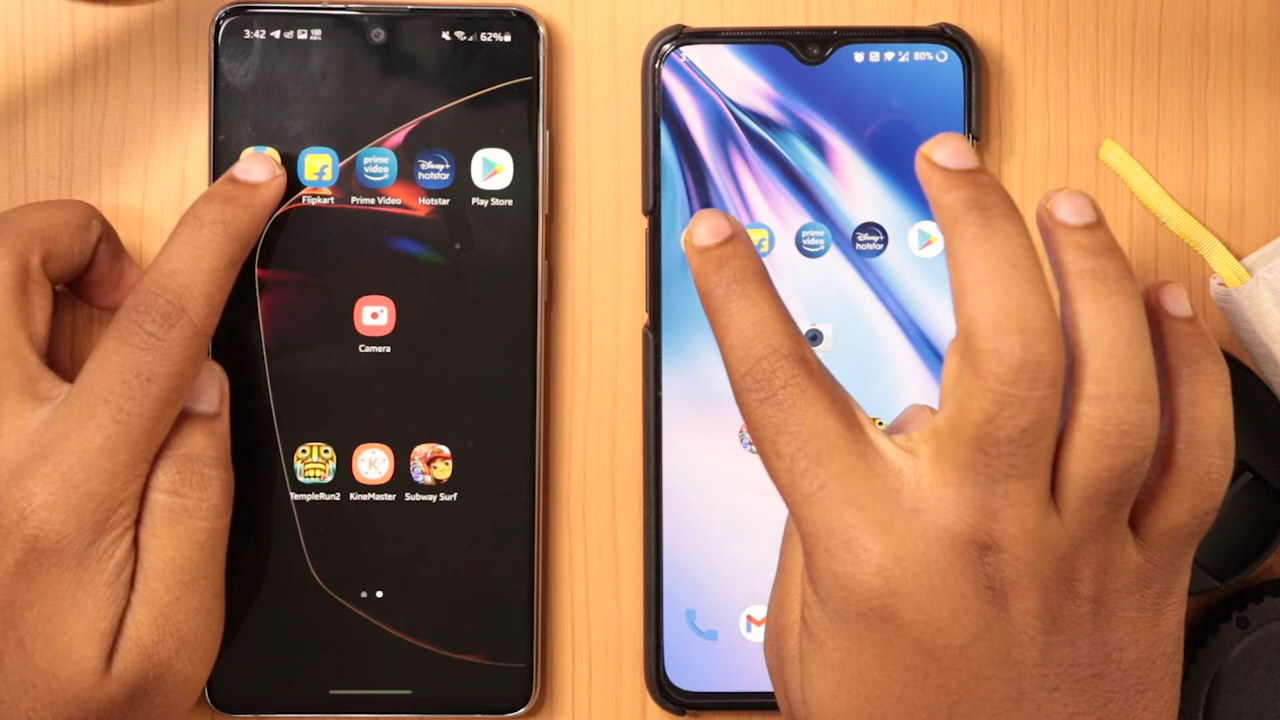 3:42
62%
80%
prime video
Disney+ hotstar
Flipkart Prime Video Hotstar Play Store
prime video
Disney+ hotstar
Camera
K
TempleRun2 KineMaster Subway Surf